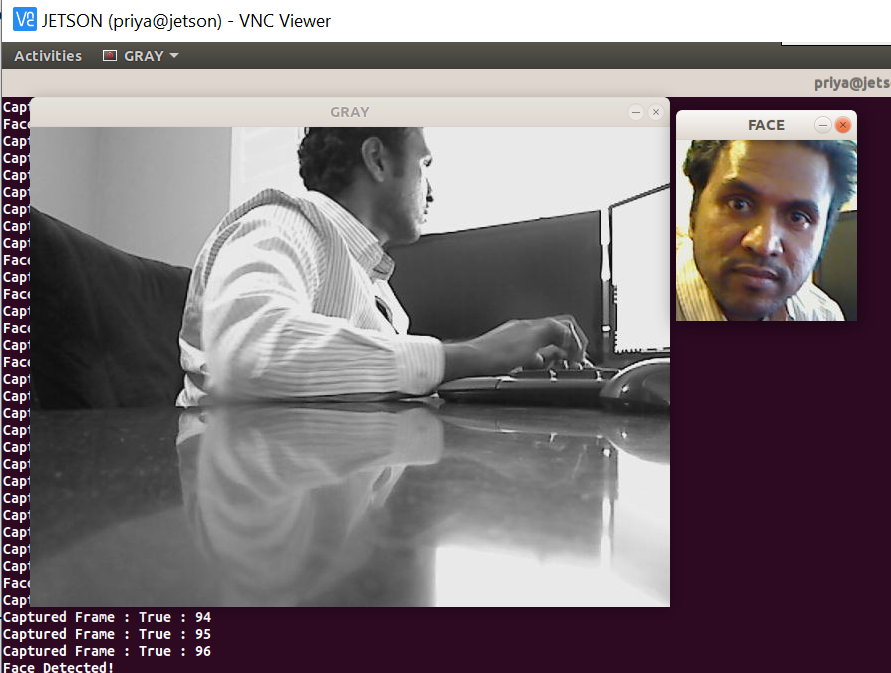 V2 JETSON (priya@jetson) - VNC Viewer
Activities GRAY
priya@jets
GRAY
FACE
Capt
Face
Capt
Capt
Capt
Capt
Capt
Capt
Capt
Face
Capt
Face
Capt
Face
Capt
Face
Capt
Capt
Capt
Capt
Capt
Capt
Capt
Capt
Capt
Capt
Capt
Capt
Face
Capt
Captured Frame : True : 94
Captured Frame : True : 95
Captured Frame : True : 96
Face Detected!